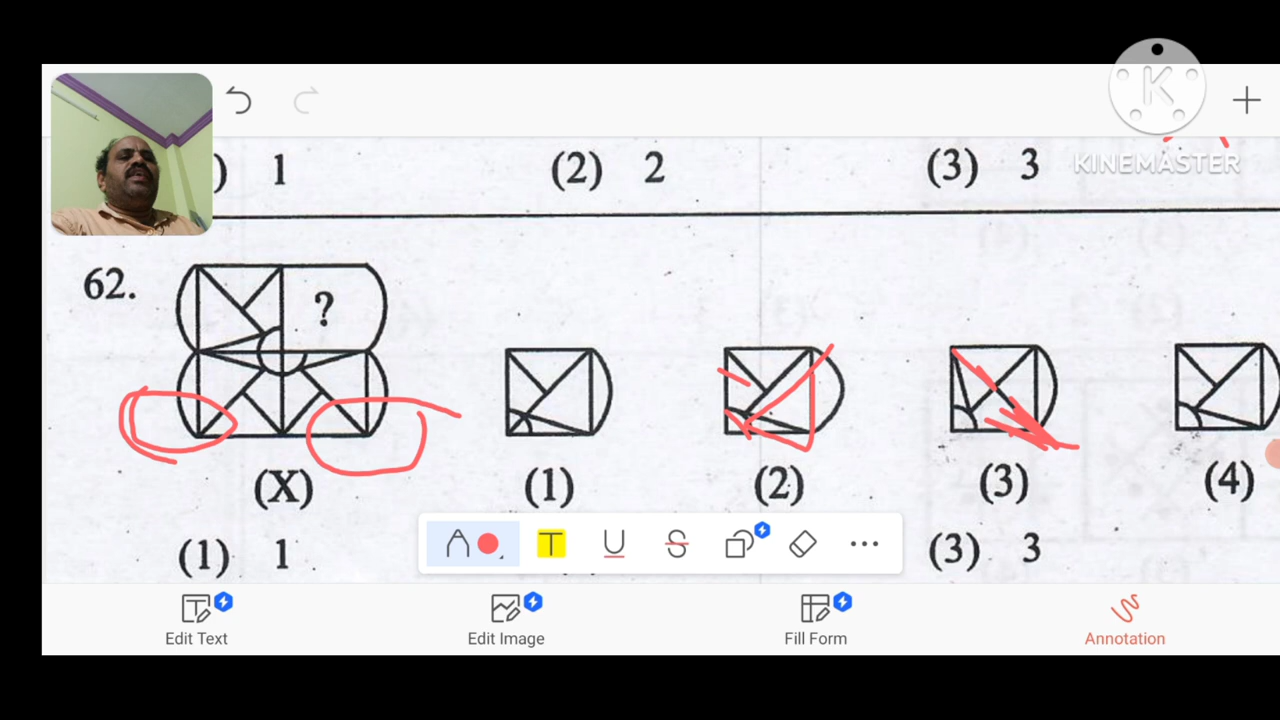 ) 1 (2) 2 (3) 3
KINEMASTER
62. ?
(X) (1) (2) (3) (4)
(1) 1 (3) 3
Edit Text Edit Image Fill Form Annotation